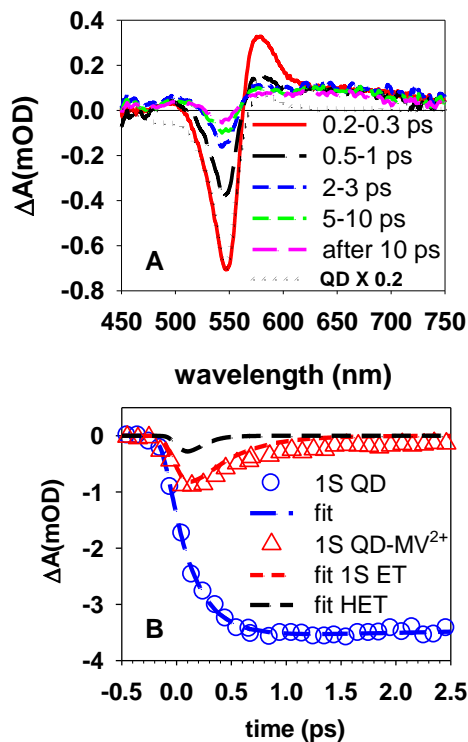 0.4
0.2
0.0
-0.2
-0.4
-0.6
-0.8
ΔA(mOD)
0.2-0.3 ps
0.5-1 ps
2-3 ps
5-10 ps
after 10 ps
QD X 0.2
A
450 500 550 600 650 700 750
wavelength (nm)
0
-1
-2
-3
-4
ΔA(mOD)
1S QD
fit
1S QD-MV²⁺
fit 1S ET
fit HET
B
-0.5 0.0 0.5 1.0 1.5 2.0 2.5
time (ps)